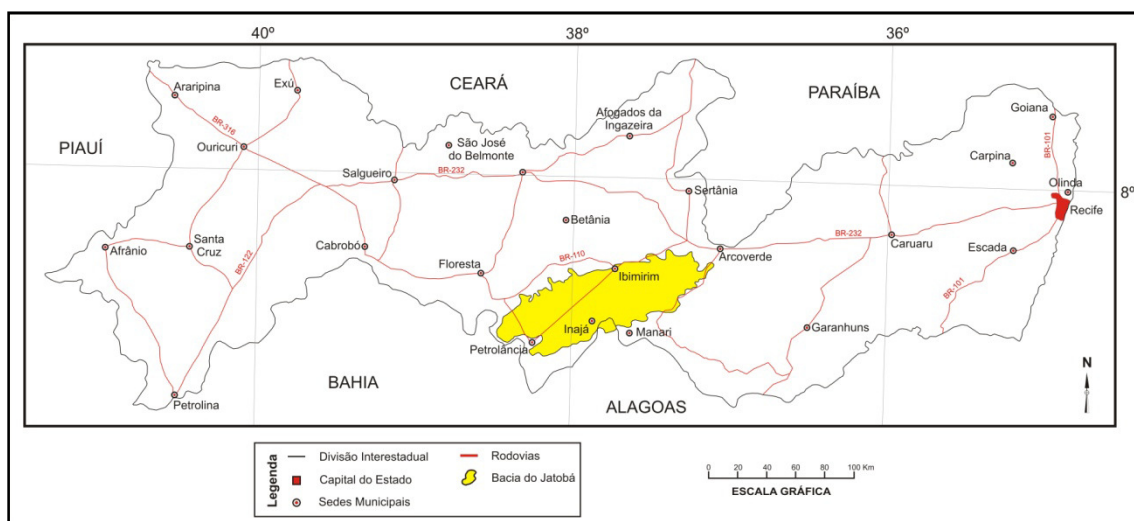 40º
38º
36º
CEARÁ
PARAÍBA
PIAUÍ
BAHIA
ALAGOAS
Araripina
Exú
BR-316
Ouricuri
São José
do Belmonte
Afogados da
Ingazeira
Goiana
BR-101
Carpina
Olinda
8º
Recife
Salgueiro
BR-232
Sertânia
Betânia
Santa
Cruz
Afrânio
BR-122
Cabrobó
Floresta
BR-110
Ibimirim
Arcoverde
BR-232
Caruaru
Escada
BR-101
Inajá
Manari
Petrolândia
Garanhuns
Petrolina
N
Legenda
Divisão Interestadual
Rodovias
Capital do Estado
Bacia do Jatobá
Sedes Municipais
0 20 40 60 80 100 Km
ESCALA GRÁFICA